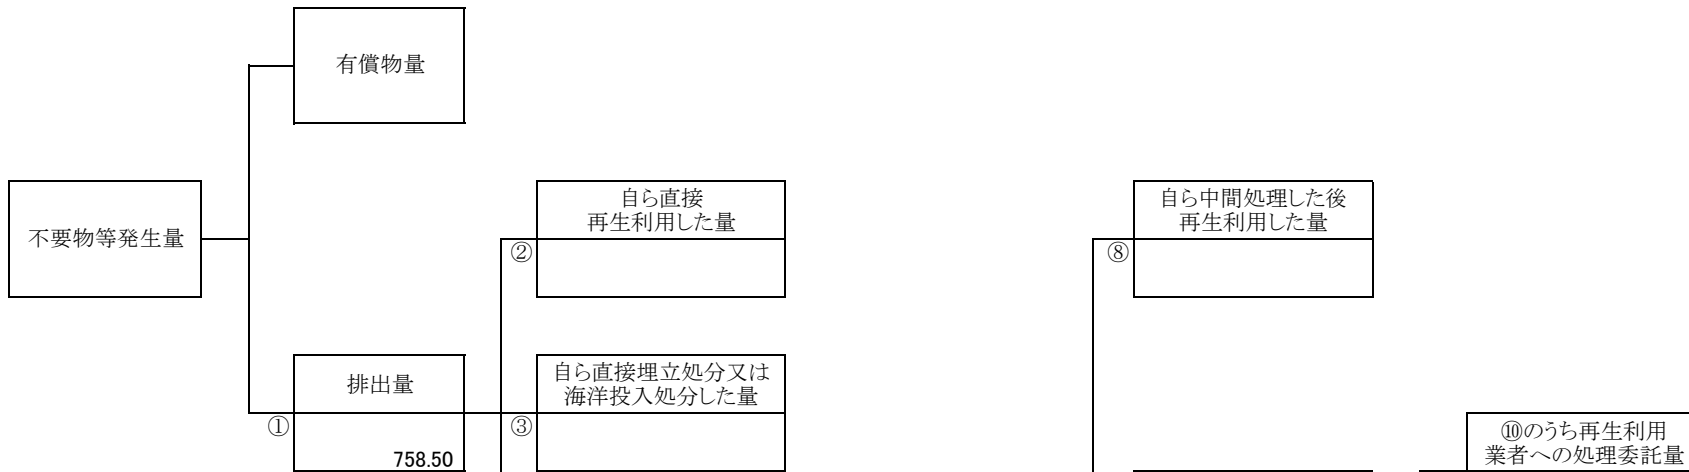 有償物量
不要物等発生量
自ら直接
再生利用した量
②
自ら中間処理した後
再生利用した量
⑧
排出量
①
758.50
自ら直接埋立処分又は
海洋投入処分した量
③
⑩のうち再生利用
業者への処理委託量